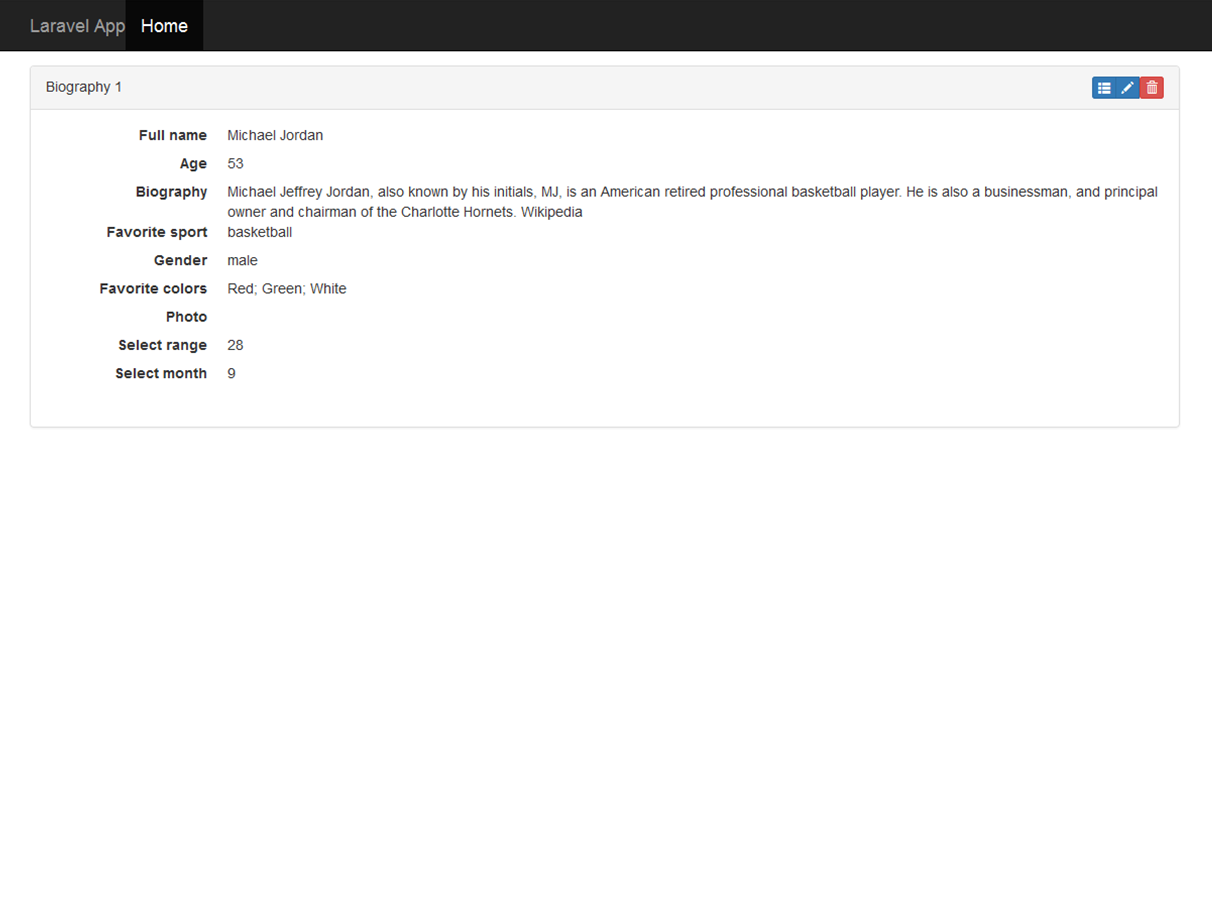 Laravel App Home
Biography 1
Full name Michael Jordan
Age 53
Biography Michael Jeffrey Jordan, also known by his initials, MJ, is an American retired professional basketball player. He is also a businessman, and principal
owner and chairman of the Charlotte Hornets. Wikipedia
Favorite sport basketball
Gender male
Favorite colors Red; Green; White
Photo
Select range 28
Select month 9